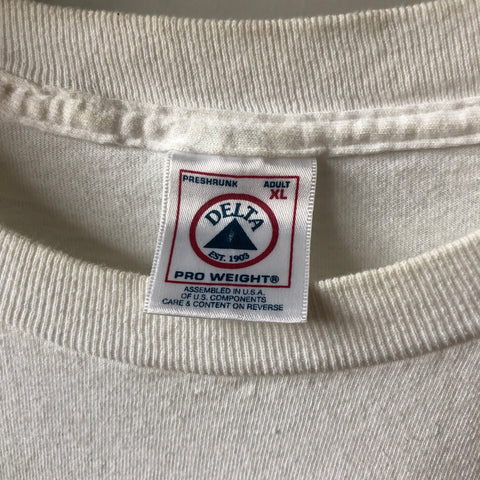 PRESHRUNK ADULT
XL
DELTA
EST. 1903
PRO WEIGHT®
ASSEMBLED IN U.S.A.
OF U.S. COMPONENTS
CARE & CONTENT ON REVERSE